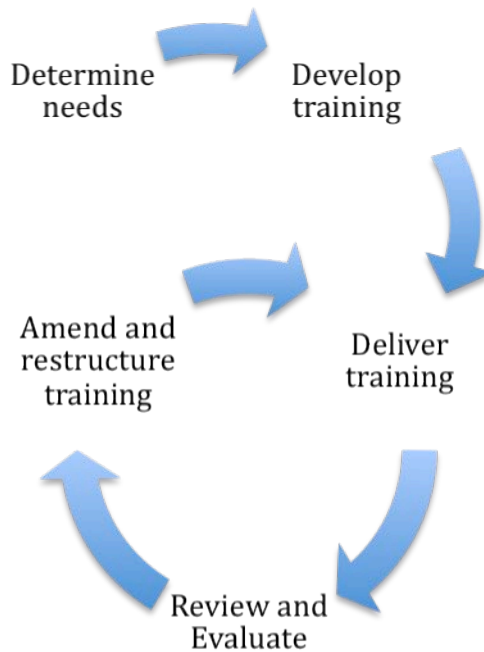 Determine
needs
Develop
training
Deliver
training
Review and
Evaluate
Amend and
restructure
training